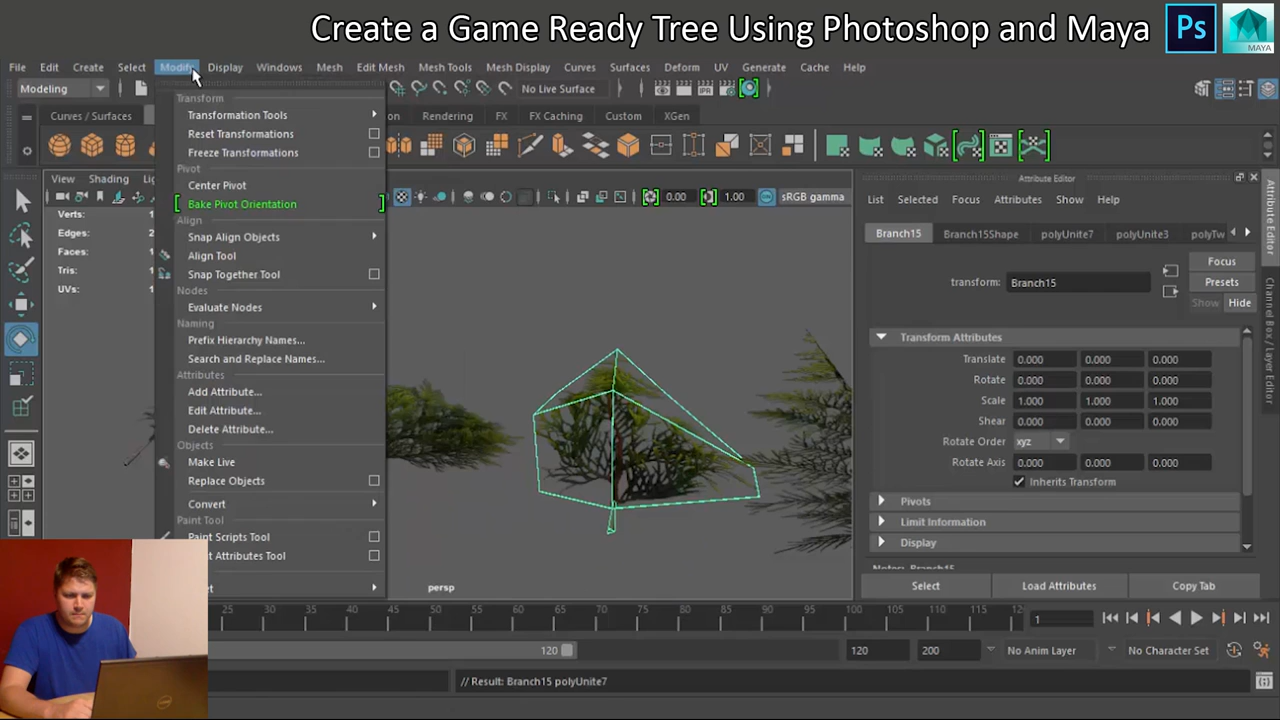 Create a Game Ready Tree Using Photoshop and Maya
Ps
MAYA
File Edit Create Select Modify Display Windows Mesh Edit Mesh Mesh Tools Mesh Display Curves Surfaces Deform UV Generate Cache Help
Modeling
No Live Surface
Curves / Surfaces
Rendering FX FX Caching Custom XGen
Transform
Transformation Tools
Reset Transformations
Freeze Transformations
Pivot
Center Pivot
Bake Pivot Orientation
Align
Snap Align Objects
Align Tool
Snap Together Tool
Nodes
Evaluate Nodes
Naming
Prefix Hierarchy Names...
Search and Replace Names...
Attributes
Add Attribute...
Edit Attribute...
Delete Attribute...
Objects
Make Live
Replace Objects
Convert
Paint Tool
Paint Scripts Tool
Attributes Tool
View Shading
Verts:
Edges:
Faces:
Tris:
UVs:
0.00
1.00
sRGB gamma
persp
Attribute Editor
List Selected Focus Attributes Show Help
Branch15 Branch15Shape polyUnite7 polyUnite3 polyTw
Focus
Presets
Show Hide
transform: Branch15
Transform Attributes
Translate 0.000 0.000 0.000
Rotate 0.000 0.000 0.000
Scale 1.000 1.000 1.000
Shear 0.000 0.000 0.000
Rotate Order xyz
Rotate Axis 0.000 0.000 0.000
Inherits Transform
Pivots
Limit Information
Display
Notes: Branch15
Select Load Attributes Copy Tab
Attribute Editor
Channel Box / Layer Editor
25 30 35 40 45 50 55 60 65 70 75 80 85 90 95 100 105 110 115 12
1
120
120
200
No Anim Layer
No Character Set
// Result: Branch15 polyUnite7